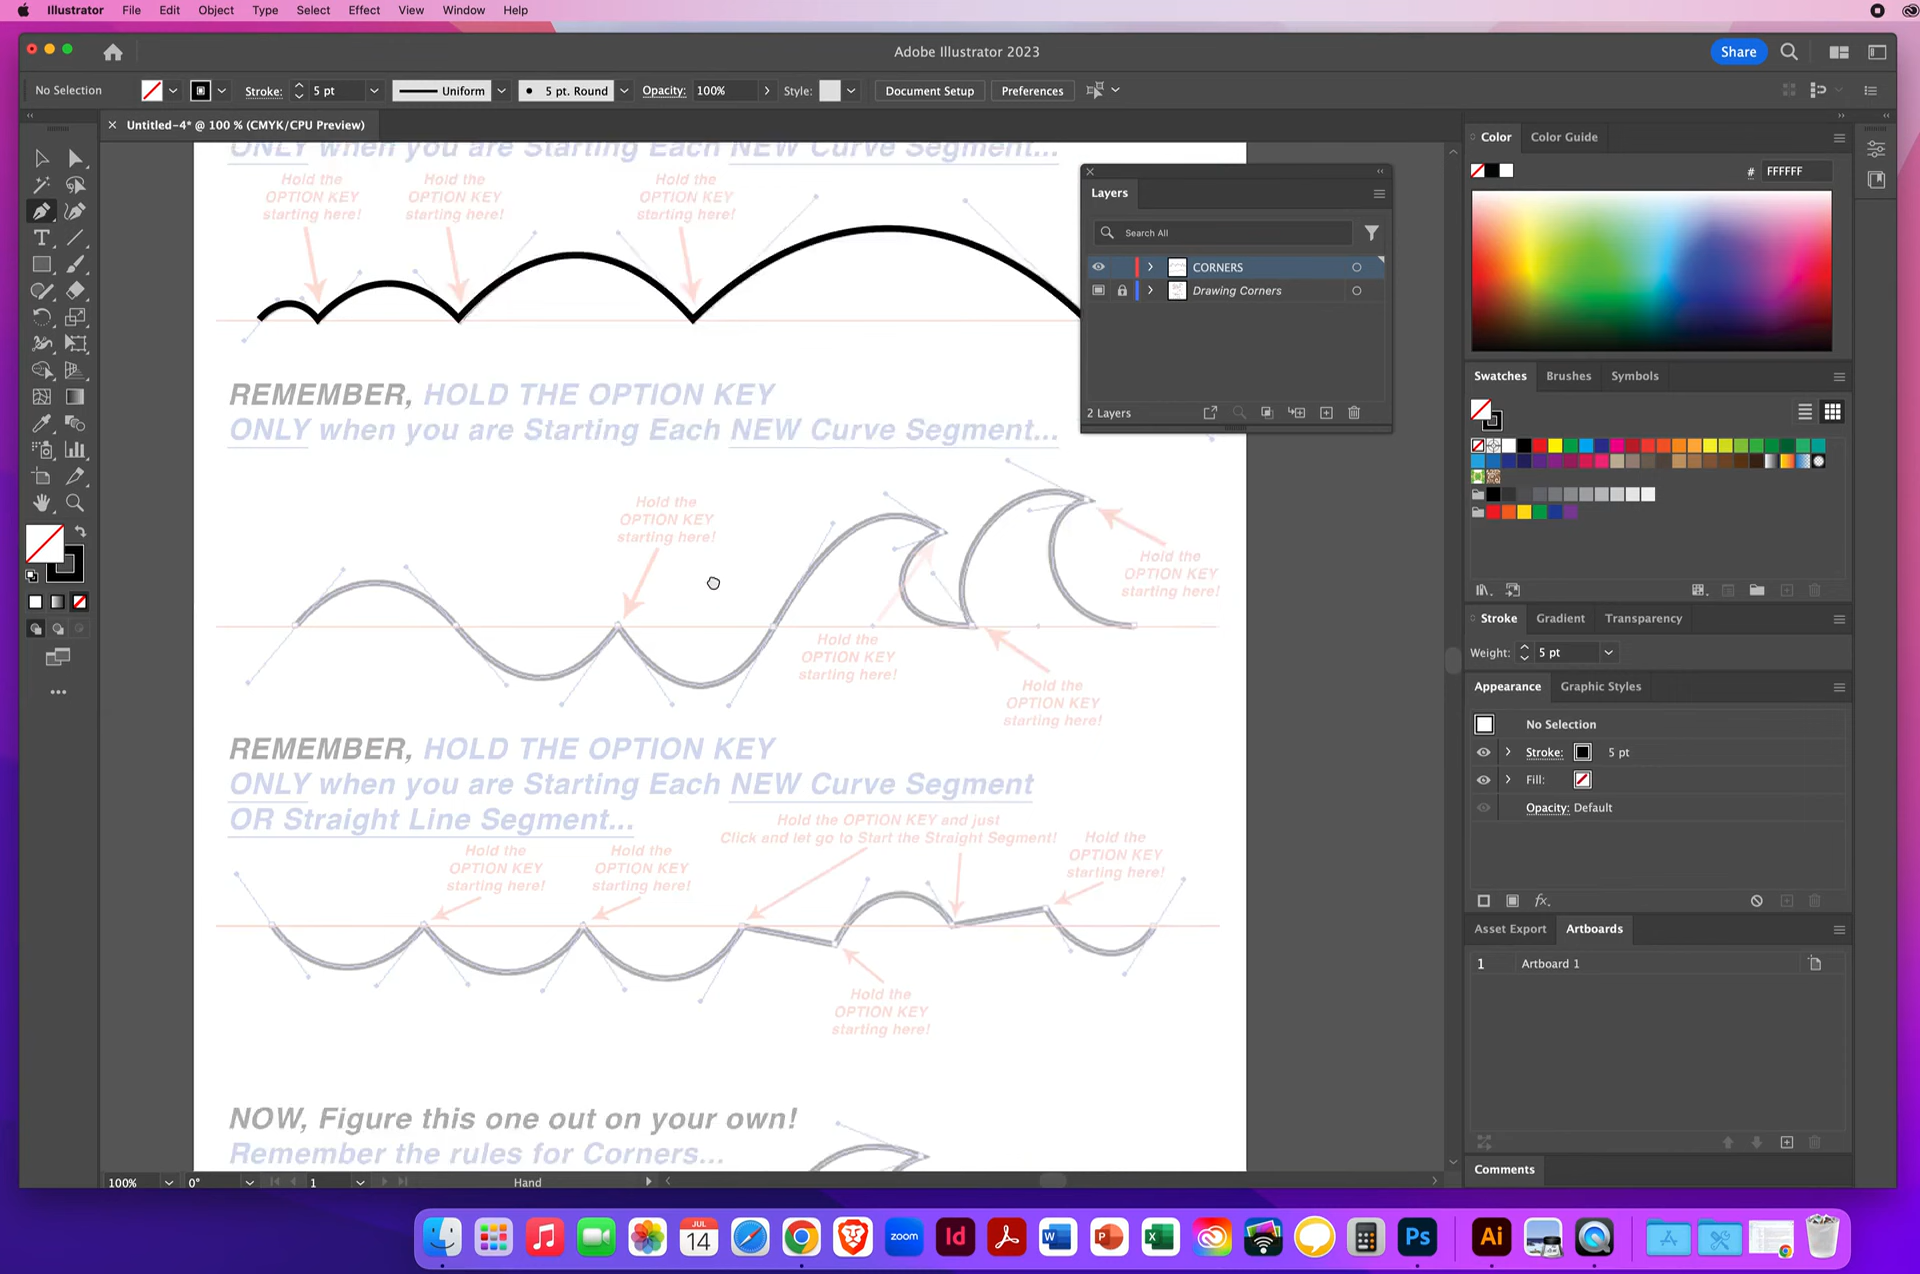 Illustrator File Edit Object Type Select Effect View Window Help
Adobe Illustrator 2023
Share
No Selection
Stroke: 5 pt
Uniform
5 pt. Round
Opacity: 100%
Style:
Document Setup
Preferences
Untitled-4* @ 100 % (CMYK/CPU Preview)
ONLY when you are Starting Each NEW Curve Segment...
Hold the
OPTION KEY
starting here!
Hold the
OPTION KEY
starting here!
Hold the
OPTION KEY
starting here!
REMEMBER, HOLD THE OPTION KEY
ONLY when you are Starting Each NEW Curve Segment...
Hold the
OPTION KEY
starting here!
Hold the
OPTION KEY
starting here!
Hold the
OPTION KEY
starting here!
Hold the
OPTION KEY
starting here!
REMEMBER, HOLD THE OPTION KEY
ONLY when you are Starting Each NEW Curve Segment
OR Straight Line Segment...
Hold the OPTION KEY and just
Click and let go to Start the Straight Segment!
Hold the
OPTION KEY
starting here!
Hold the
OPTION KEY
starting here!
Hold the
OPTION KEY
starting here!
Hold the
OPTION KEY
starting here!
NOW, Figure this one out on your own!
Remember the rules for Corners...
100%
0°
1
Hand
Layers
Search All
CORNERS
Drawing Corners
2 Layers
Color
Color Guide
# FFFFFF
Swatches
Brushes
Symbols
Stroke
Gradient
Transparency
Weight: 5 pt
Appearance
Graphic Styles
No Selection
Stroke: 5 pt
Fill:
Opacity: Default
fx.
Asset Export
Artboards
1 Artboard 1
Comments
JUL
14
zoom
Id
W
P
X
Ps
Ai